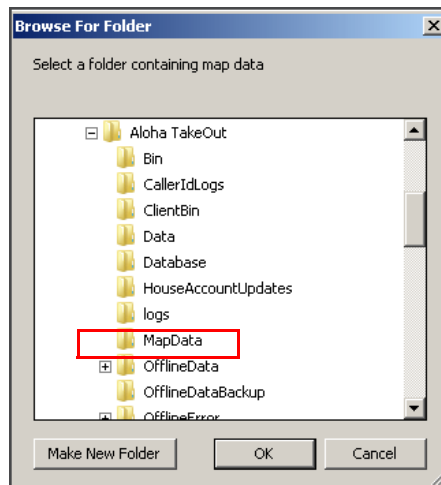 Browse For Folder
Select a folder containing map data
Aloha TakeOut
Bin
CallerIdLogs
ClientBin
Data
Database
HouseAccountUpdates
logs
MapData
OfflineData
OfflineDataBackup
OfflineError
Make New Folder OK Cancel